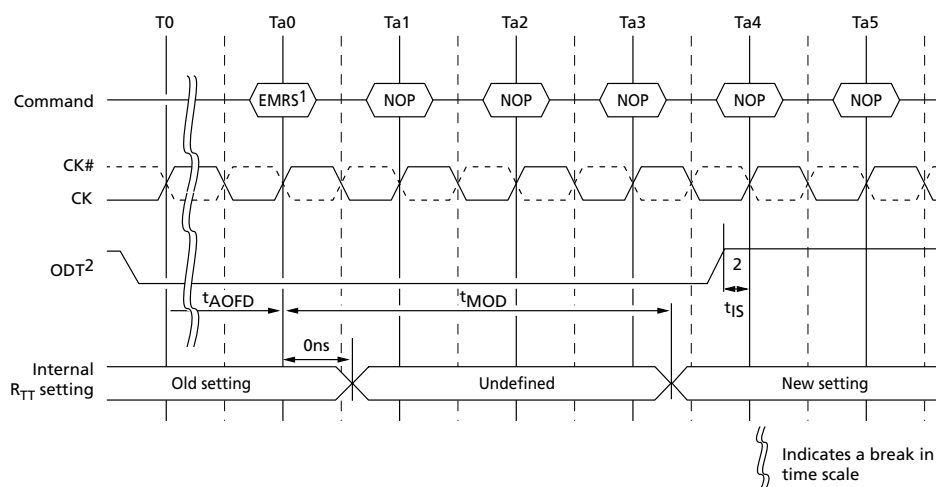 T0 Ta0 Ta1 Ta2 Ta3 Ta4 Ta5
Command EMRS1 NOP NOP NOP NOP NOP
CK#
CK
ODT2
2
tAOFD tMOD tIS
0ns
Internal
RTT setting
Old setting Undefined New setting
Indicates a break in
time scale